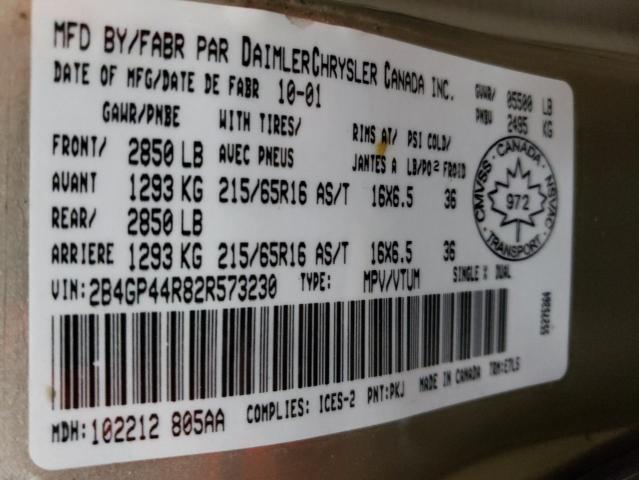 MFD BY/FABR PAR DAIMLERCHRYSLER CANADA INC.
DATE OF MFG/DATE DE FABR 10-01
GVWR/ 05500 LB
PNBV 2495 KG
GAWR/PNBE WITH TIRES/ RIMS AT/ PSI COLD/
FRONT/ 2850 LB AVEC PNEUS JANTES A LB/PO2 FROID
AVANT 1293 KG 215/65R16 AS/T 16X6.5 36
REAR/ 2850 LB
ARRIERE 1293 KG 215/65R16 AS/T 16X6.5 36
VIN: 2B4GP44R82R573230 TYPE: MPV/VTUM SINGLE X DUAL
CMVSS · CANADA · NSVAC
972
TRANSPORT
MDH: 102212 805AA COMPLIES: ICES-2 PNT: PKJ MADE IN CANADA TRM: E7L5